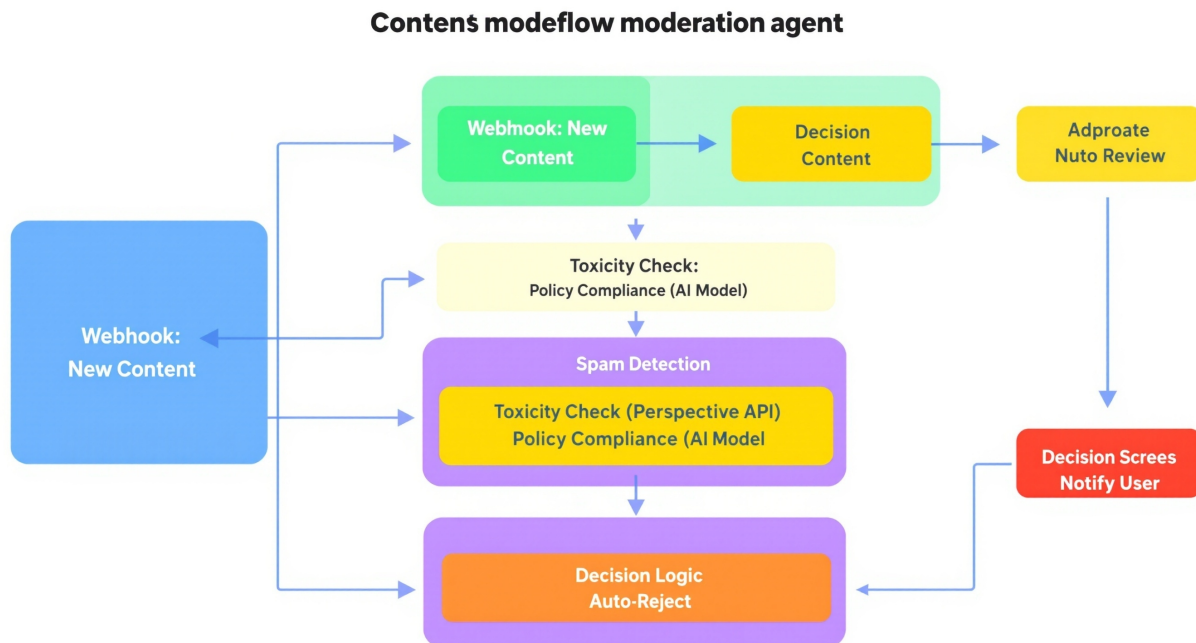 Contens modeflow moderation agent
Webhook: New
Content
Decision
Content
Adproate
Nuto Review
Toxicity Check:
Policy Compliance (AI Model)
Webhook:
New Content
Spam Detection
Toxicity Check (Perspective API)
Policy Compliance (AI Model
Decision Screes
Notify User
Decision Logic
Auto-Reject